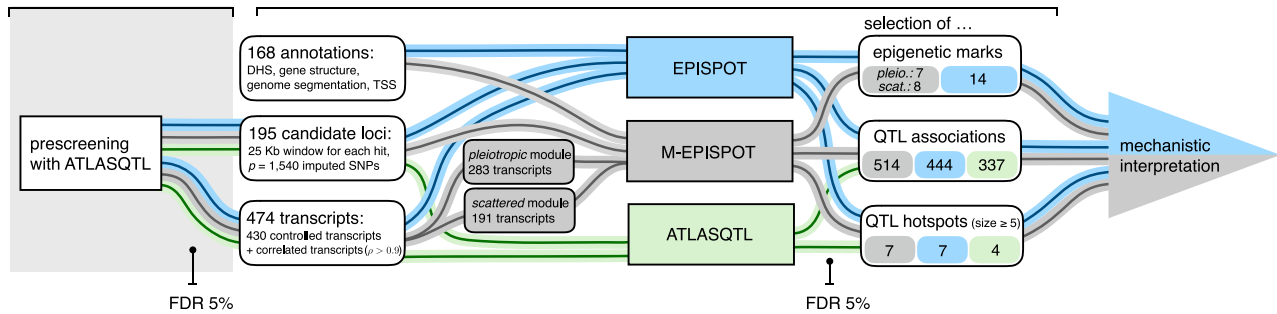 prescreening
with ATLASQTL
FDR 5%
168 annotations:
DHS, gene structure,
genome segmentation, TSS
195 candidate loci:
25 Kb window for each hit,
p = 1,540 imputed SNPs
474 transcripts:
430 controlled transcripts
+ correlated transcripts (ρ > 0.9)
pleiotropic module
283 transcripts
scattered module
191 transcripts
EPISPOT
M-EPISPOT
ATLASQTL
FDR 5%
selection of …
epigenetic marks
pleio.: 7
scat.: 8
14
QTL associations
514 444 337
QTL hotspots (size ≥ 5)
7 7 4
mechanistic
interpretation